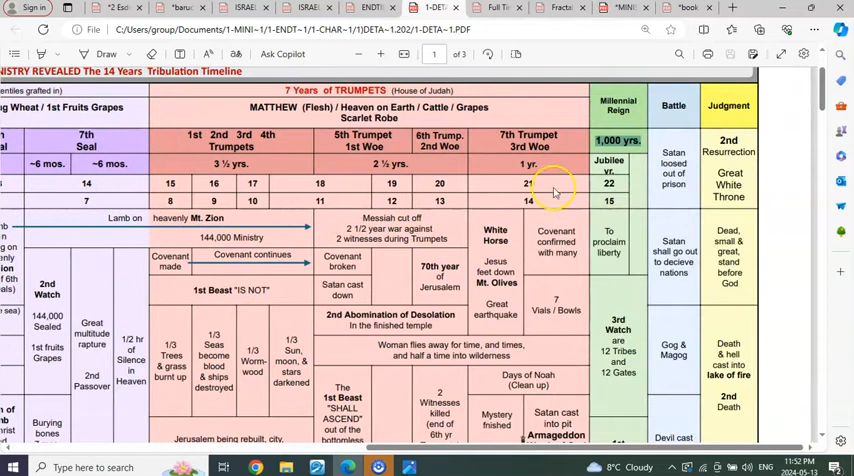 Sign in
*2 Esdi
*baruc
ISRAEL
ISRAEL
ENDTI
1-DETA
Full Tim
Fractal
*MINIS
*book
File
C:/Users/group/Documents/1-MINI~1/1-ENDT~1/1-CHAR~1/1)DETA~1.202/1-DETA~1.PDF
Draw
Ask Copilot
1
of 3
NISTRY REVEALED The 14 Years Tribulation Timeline
entiles grafted in)
7 Years of TRUMPETS (House of Judah)
g Wheat / 1st Fruits Grapes
MATTHEW (Flesh) / Heaven on Earth / Cattle / Grapes
Scarlet Robe
Millennial
Reign
Battle
Judgment
7th
Seal
1st 2nd 3rd 4th
Trumpets
5th Trumpet
1st Woe
6th Trump.
2nd Woe
7th Trumpet
3rd Woe
1,000 yrs.
~6 mos.
~6 mos.
3 ½ yrs.
2 ½ yrs.
1 yr.
Jubilee
yr.
14
15
16
17
18
19
20
21
22
7
8
9
10
11
12
13
14
15
Satan
loosed
out of
prison
2nd
Resurrection
Great
White
Throne
Lamb on heavenly Mt. Zion
144,000 Ministry
Messiah cut off
2 1/2 year war against
2 witnesses during Trumpets
White
Horse
Jesus
feet down
Mt. Olives
Great
earthquake
Covenant
confirmed
with many
To
proclaim
liberty
Satan
shall go out
to decieve
nations
Dead,
small &
great,
stand
before
God
2nd
Watch
144,000
Sealed
1st fruits
Grapes
Great
multitude
rapture
2nd
Passover
1/2 hr
of
Silence
in
Heaven
Covenant
made
Covenant continues
Covenant
broken
70th year
of
Jerusalem
1st Beast "IS NOT"
Satan cast
down
7
Vials / Bowls
3rd
Watch
are
12 Tribes
and
12 Gates
2nd Abomination of Desolation
In the finished temple
1/3
Trees
& grass
burnt up
1/3
Seas
become
blood
& ships
destroyed
1/3
Worm-
wood
1/3
Sun,
moon, &
stars
darkened
Woman flies away for time, and times,
and half a time into wilderness
Gog &
Magog
Death
& hell
cast into
lake of fire
2nd
Death
The
1st Beast
"SHALL
ASCEND"
out of the
bottomless
2
Witnesses
killed
(end of
6th yr
Days of Noah
(Clean up)
Mystery
fnished
Satan cast
into pit
Armageddon
Burying
bones
Jerusalem being rebuilt, city,
Devil cast
Type here to search
8°C Cloudy
11:52 PM
2024-05-13